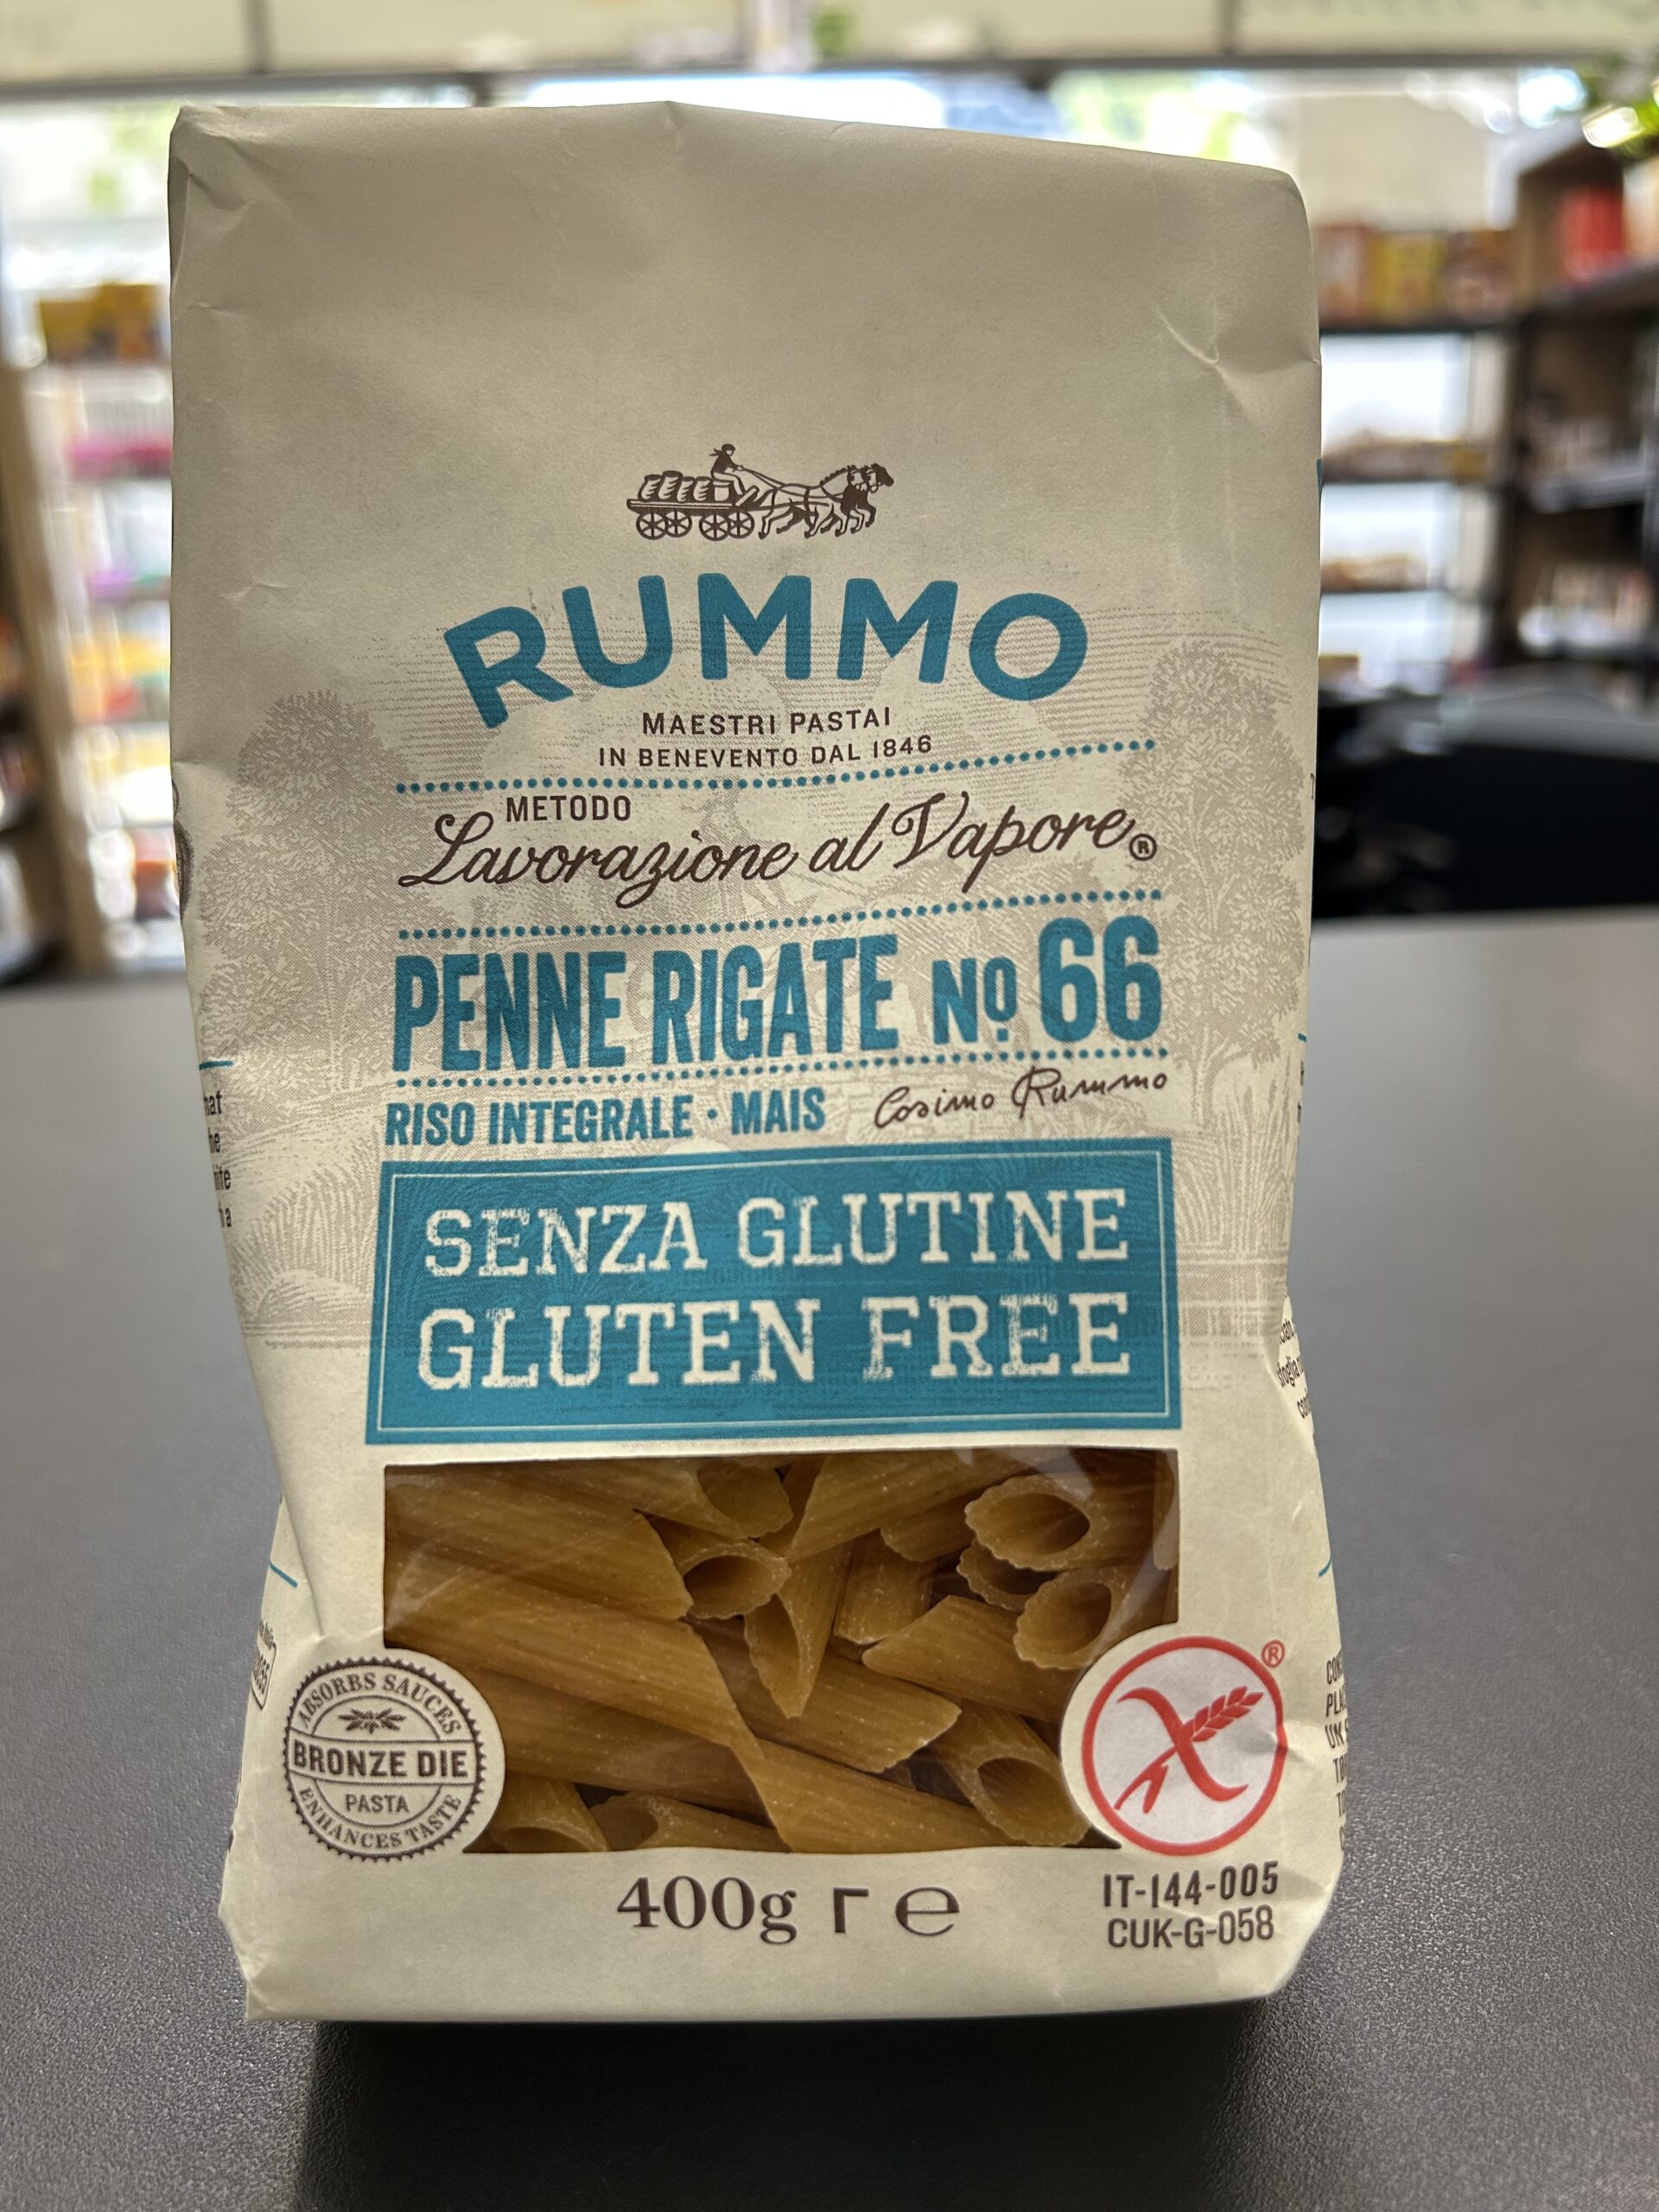 RUMMO
MAESTRI PASTAI
IN BENEVENTO DAL 1846
METODO
Lavorazione al Vapore®
PENNE RIGATE Nº 66
RISO INTEGRALE · MAIS
Cosimo Rummo
SENZA GLUTINE
GLUTEN FREE
ABSORBS SAUCES
BRONZE DIE
PASTA
ENHANCES TASTE
®
400g г ℮
IT-144-005
CUK-G-058